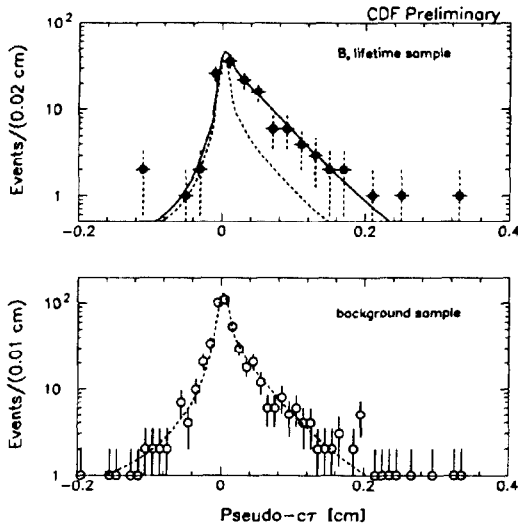 CDF Preliminary
B, lifetime sample
Events/(0.02 cm)
10²
10
1
-0.2 0 0.2 0.4
background sample
Events/(0.01 cm)
10²
10
1
-0.2 0 0.2 0.4
Pseudo-cτ [cm]